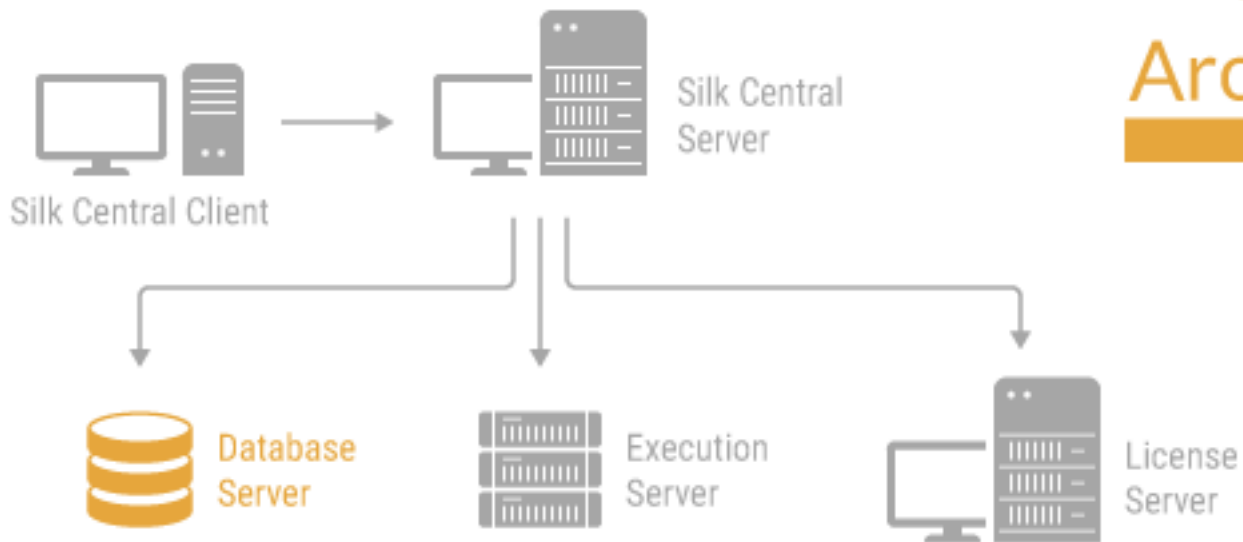 Silk Central
Server
Silk Central Client
Database
Server
Execution
Server
License
Server